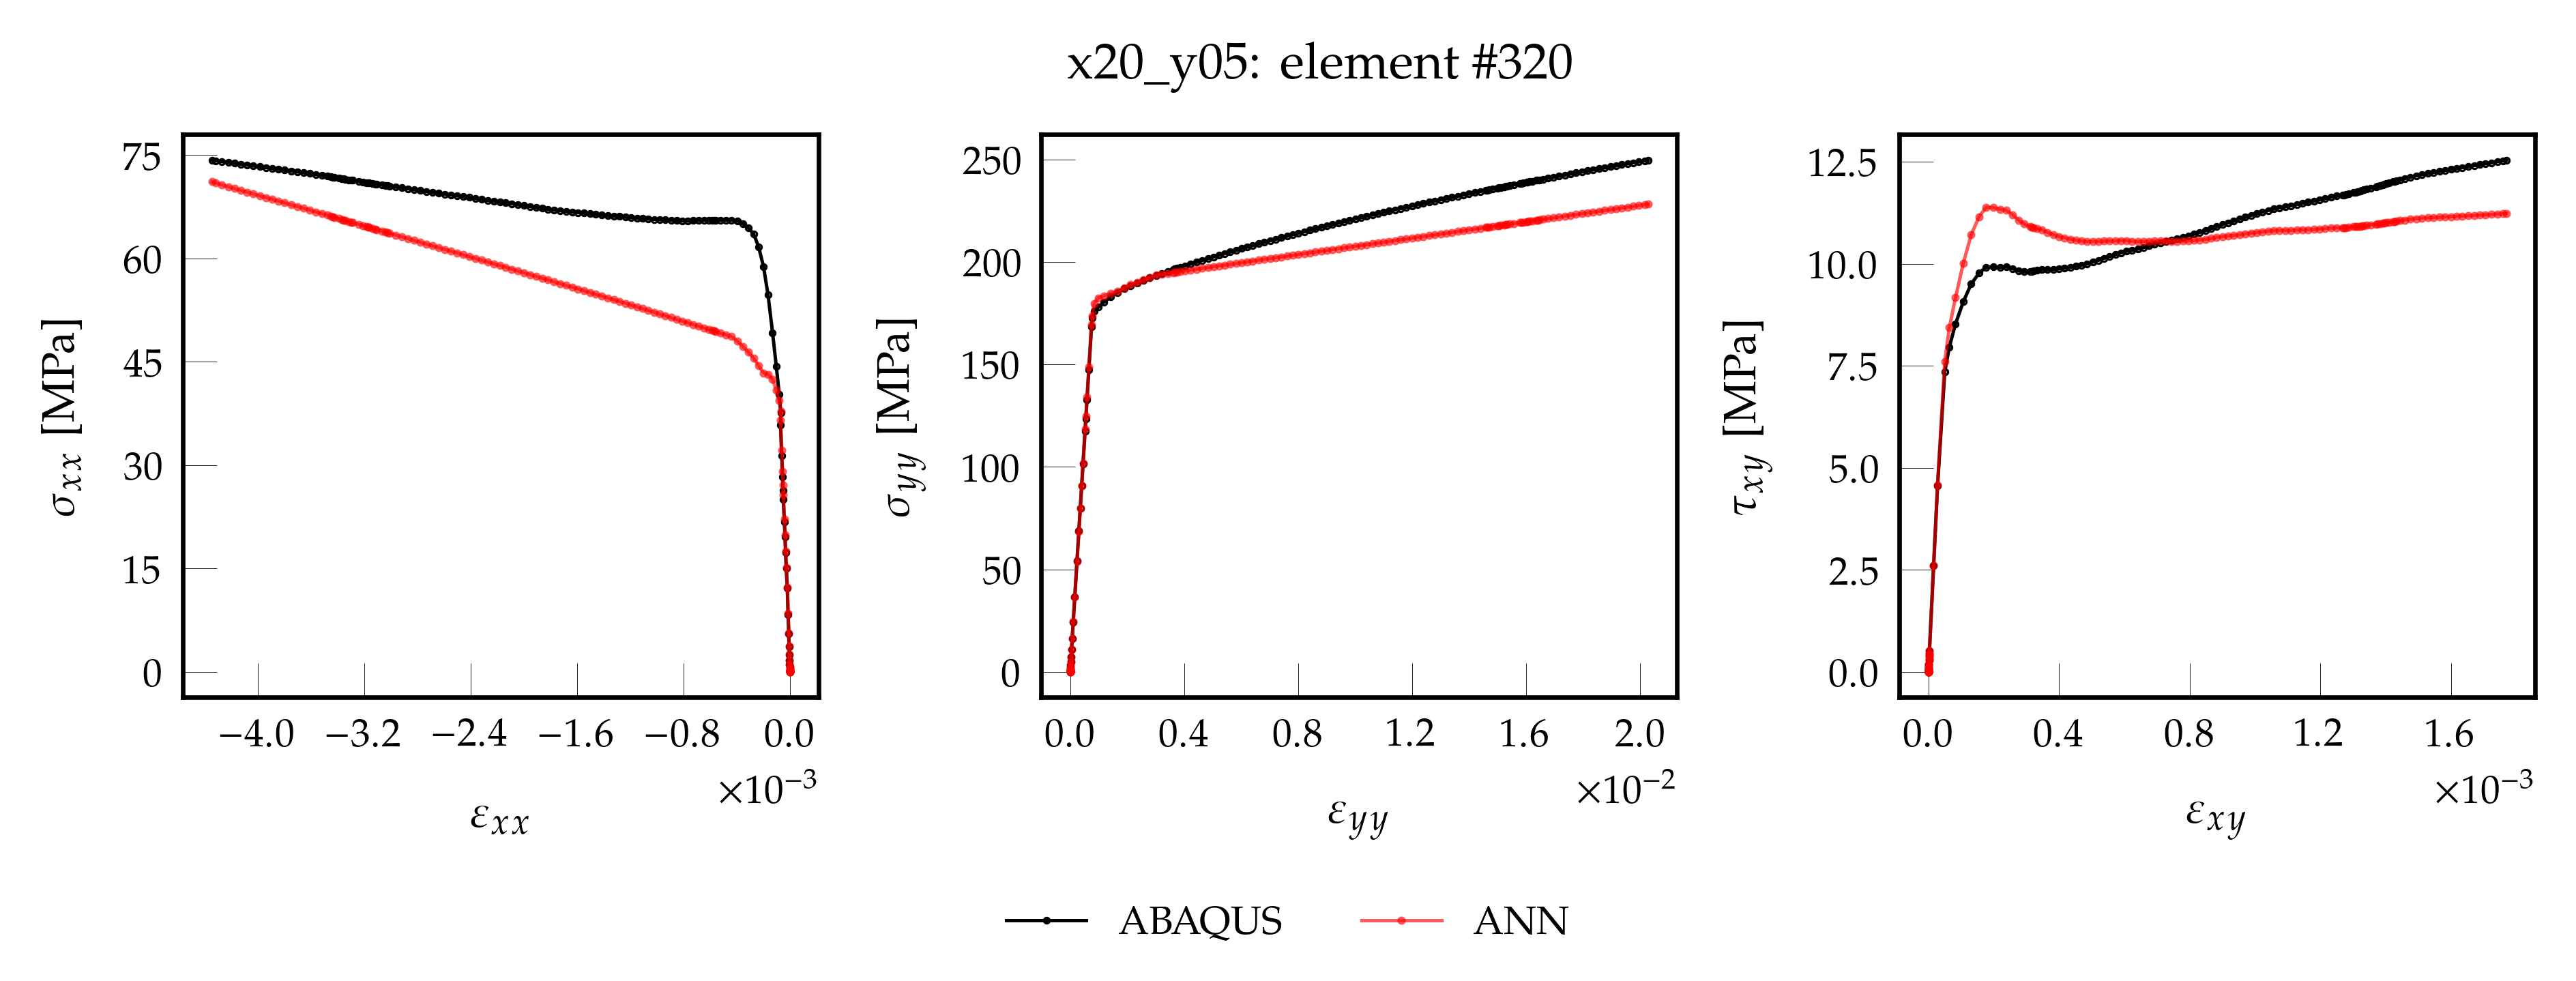 x20_y05: element #320
σxx [MPa]
75
60
45
30
15
0
−4.0 −3.2 −2.4 −1.6 −0.8 0.0
×10−3
εxx
σyy [MPa]
250
200
150
100
50
0
0.0 0.4 0.8 1.2 1.6 2.0
×10−2
εyy
τxy [MPa]
12.5
10.0
7.5
5.0
2.5
0.0
0.0 0.4 0.8 1.2 1.6
×10−3
εxy
ABAQUS ANN